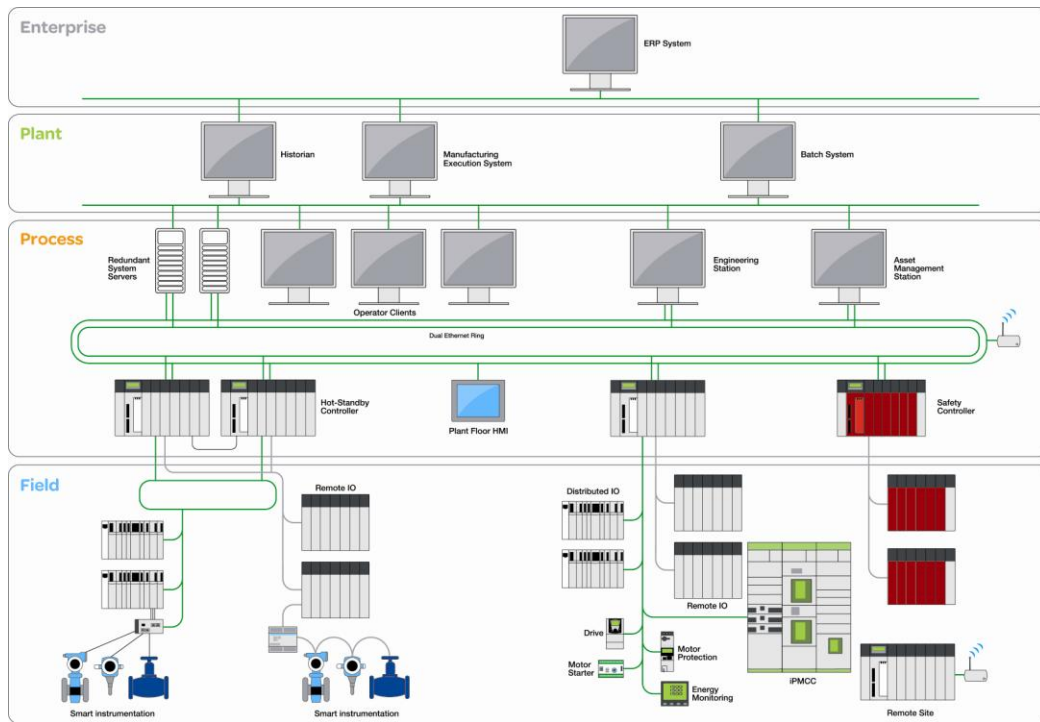 Enterprise
ERP System
Plant
Historian
Manufacturing
Execution System
Batch System
Process
Redundant
System
Servers
Operator Clients
Engineering
Station
Asset
Management
Station
Dual Ethernet Ring
Hot-Standby
Controller
Plant Floor HMI
Safety
Controller
Field
Remote IO
Distributed IO
Remote IO
Drive
Motor
Starter
Motor
Protection
Energy
Monitoring
iPMCC
Smart instrumentation
Smart instrumentation
Remote Site